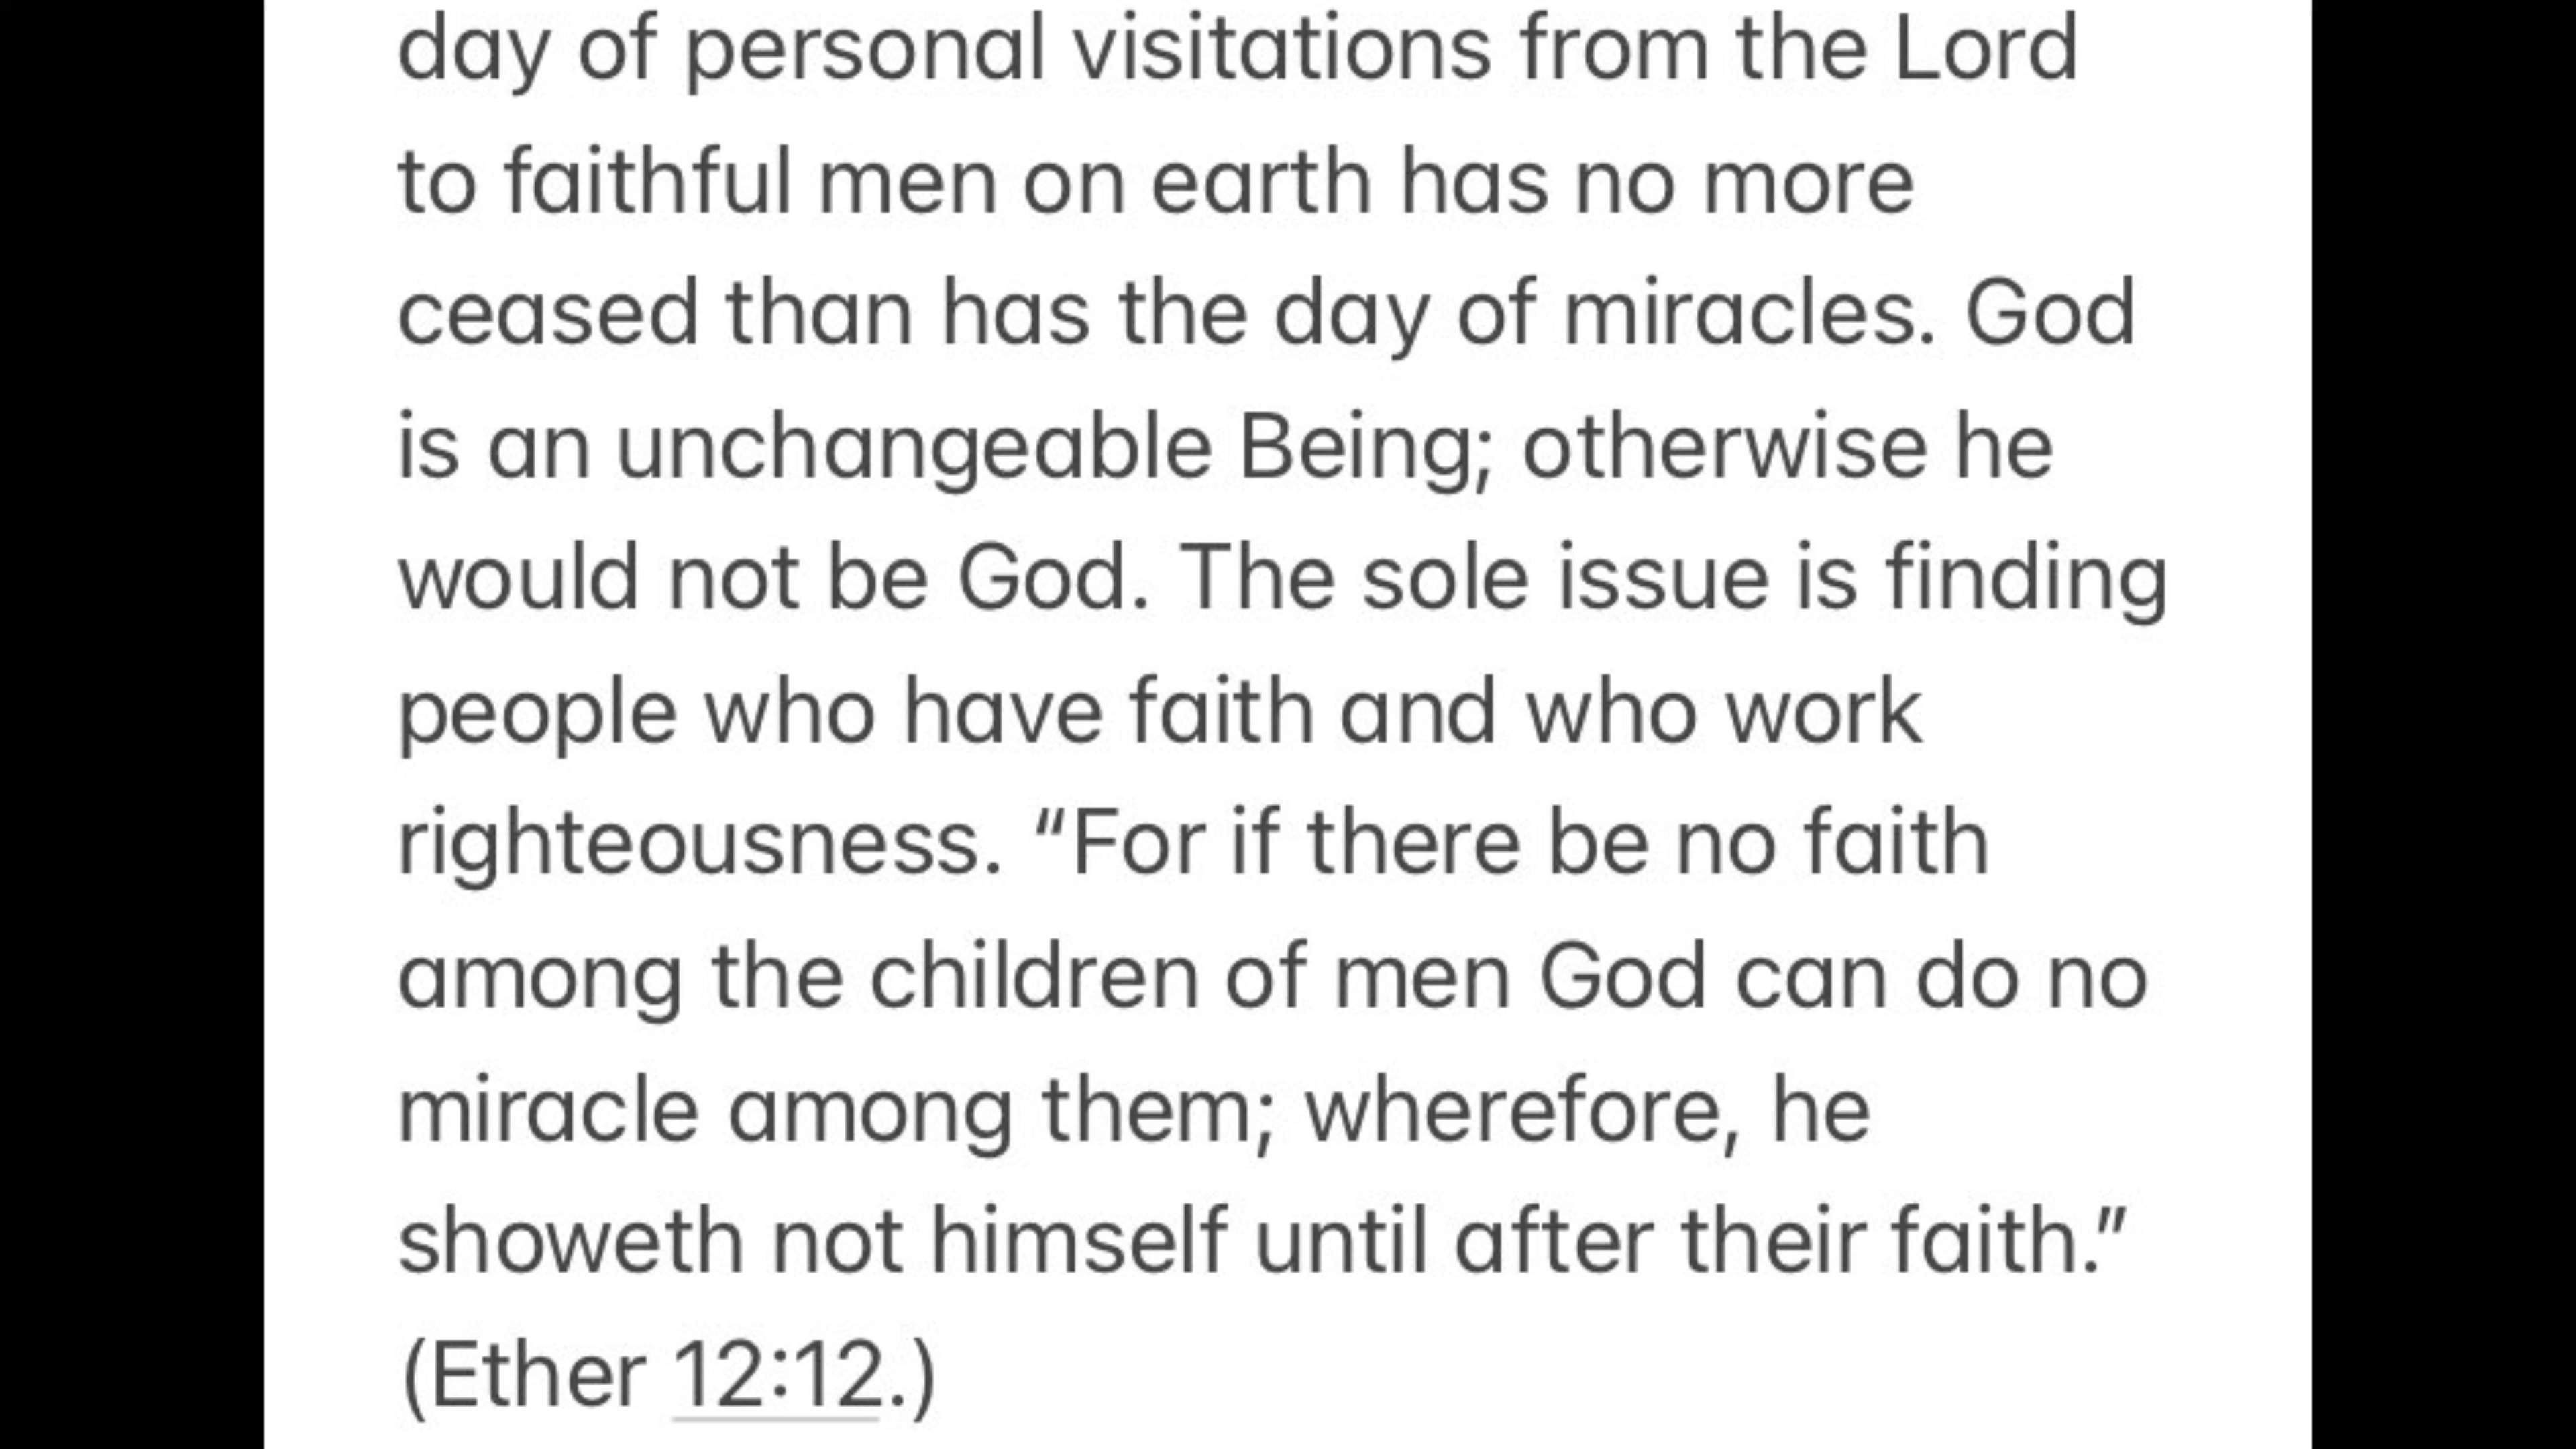 day of personal visitations from the Lord
to faithful men on earth has no more
ceased than has the day of miracles. God
is an unchangeable Being; otherwise he
would not be God. The sole issue is finding
people who have faith and who work
righteousness. “For if there be no faith
among the children of men God can do no
miracle among them; wherefore, he
showeth not himself until after their faith.”
(Ether 12:12.)